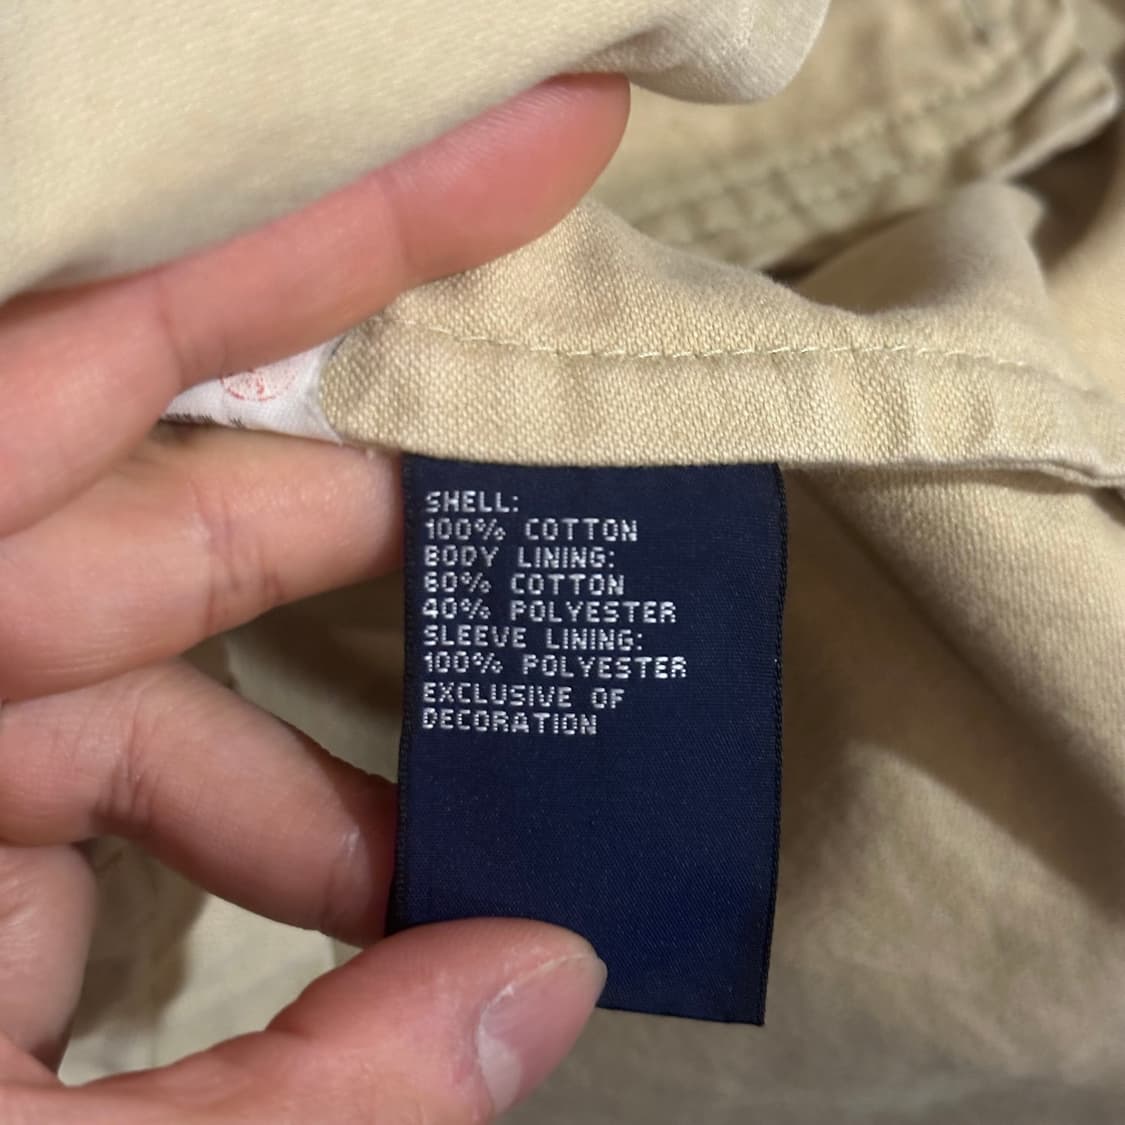 SHELL:
100% COTTON
BODY LINING:
60% COTTON
40% POLYESTER
SLEEVE LINING:
100% POLYESTER
EXCLUSIVE OF
DECORATION